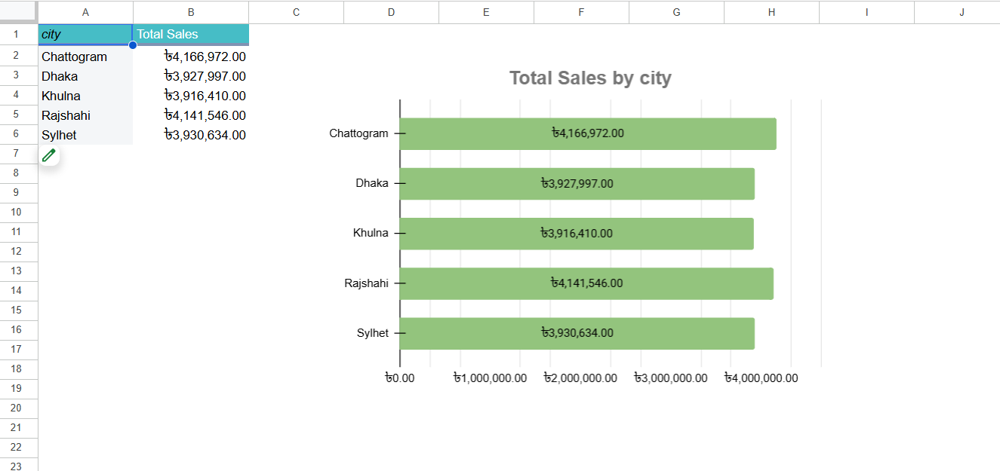 A B C D E F G H I J
1 city Total Sales
2 Chattogram ৳4,166,972.00
3 Dhaka ৳3,927,997.00
4 Khulna ৳3,916,410.00
5 Rajshahi ৳4,141,546.00
6 Sylhet ৳3,930,634.00
7
8
9
10
11
12
13
14
15
16
17
18
19
20
21
22
23
Total Sales by city
Chattogram ৳4,166,972.00
Dhaka ৳3,927,997.00
Khulna ৳3,916,410.00
Rajshahi ৳4,141,546.00
Sylhet ৳3,930,634.00
৳0.00 ৳1,000,000.00 ৳2,000,000.00 ৳3,000,000.00 ৳4,000,000.00